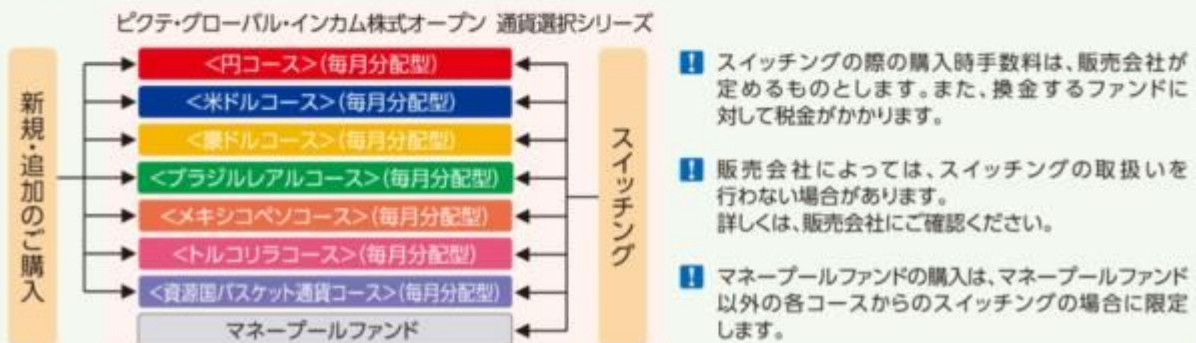 ピクテ・グローバル・インカム株式オープン 通貨選択シリーズ
新規・追加のご購入
<円コース>(毎月分配型)
<米ドルコース>(毎月分配型)
<豪ドルコース>(毎月分配型)
<ブラジルレアルコース>(毎月分配型)
<メキシコペソコース>(毎月分配型)
<トルコリラコース>(毎月分配型)
<資源国バスケット通貨コース>(毎月分配型)
マネープールファンド
スイッチング
! スイッチングの際の購入時手数料は、販売会社が
定めるものとします。また、換金するファンドに
対して税金がかかります。
! 販売会社によっては、スイッチングの取扱いを
行わない場合があります。
詳しくは、販売会社にご確認ください。
! マネープールファンドの購入は、マネープールファンド
以外の各コースからのスイッチングの場合に限定
します。